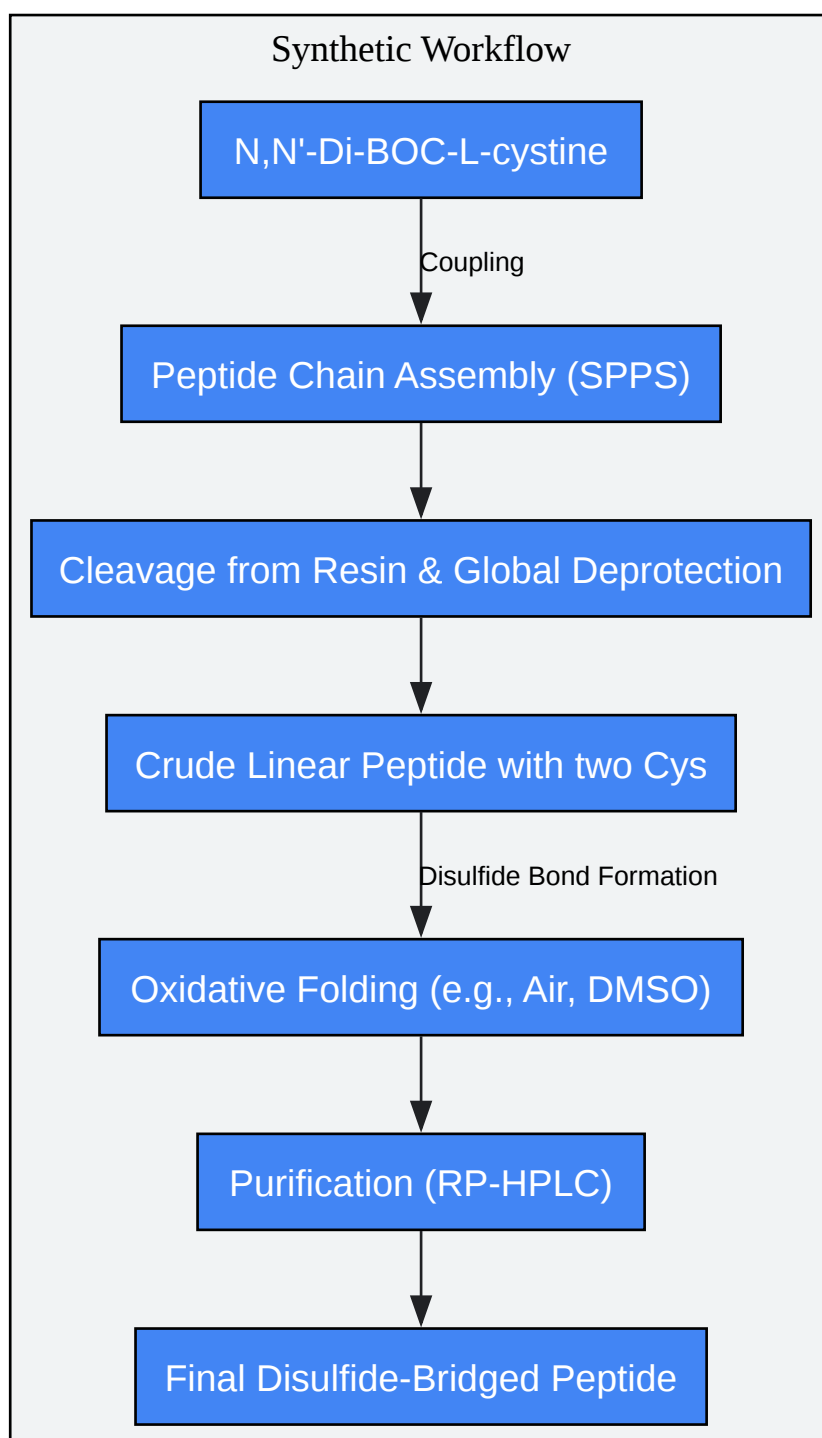 Synthetic Workflow
N,N'-Di-BOC-L-cystine
Coupling
Peptide Chain Assembly (SPPS)
Cleavage from Resin & Global Deprotection
Crude Linear Peptide with two Cys
Disulfide Bond Formation
Oxidative Folding (e.g., Air, DMSO)
Purification (RP-HPLC)
Final Disulfide-Bridged Peptide